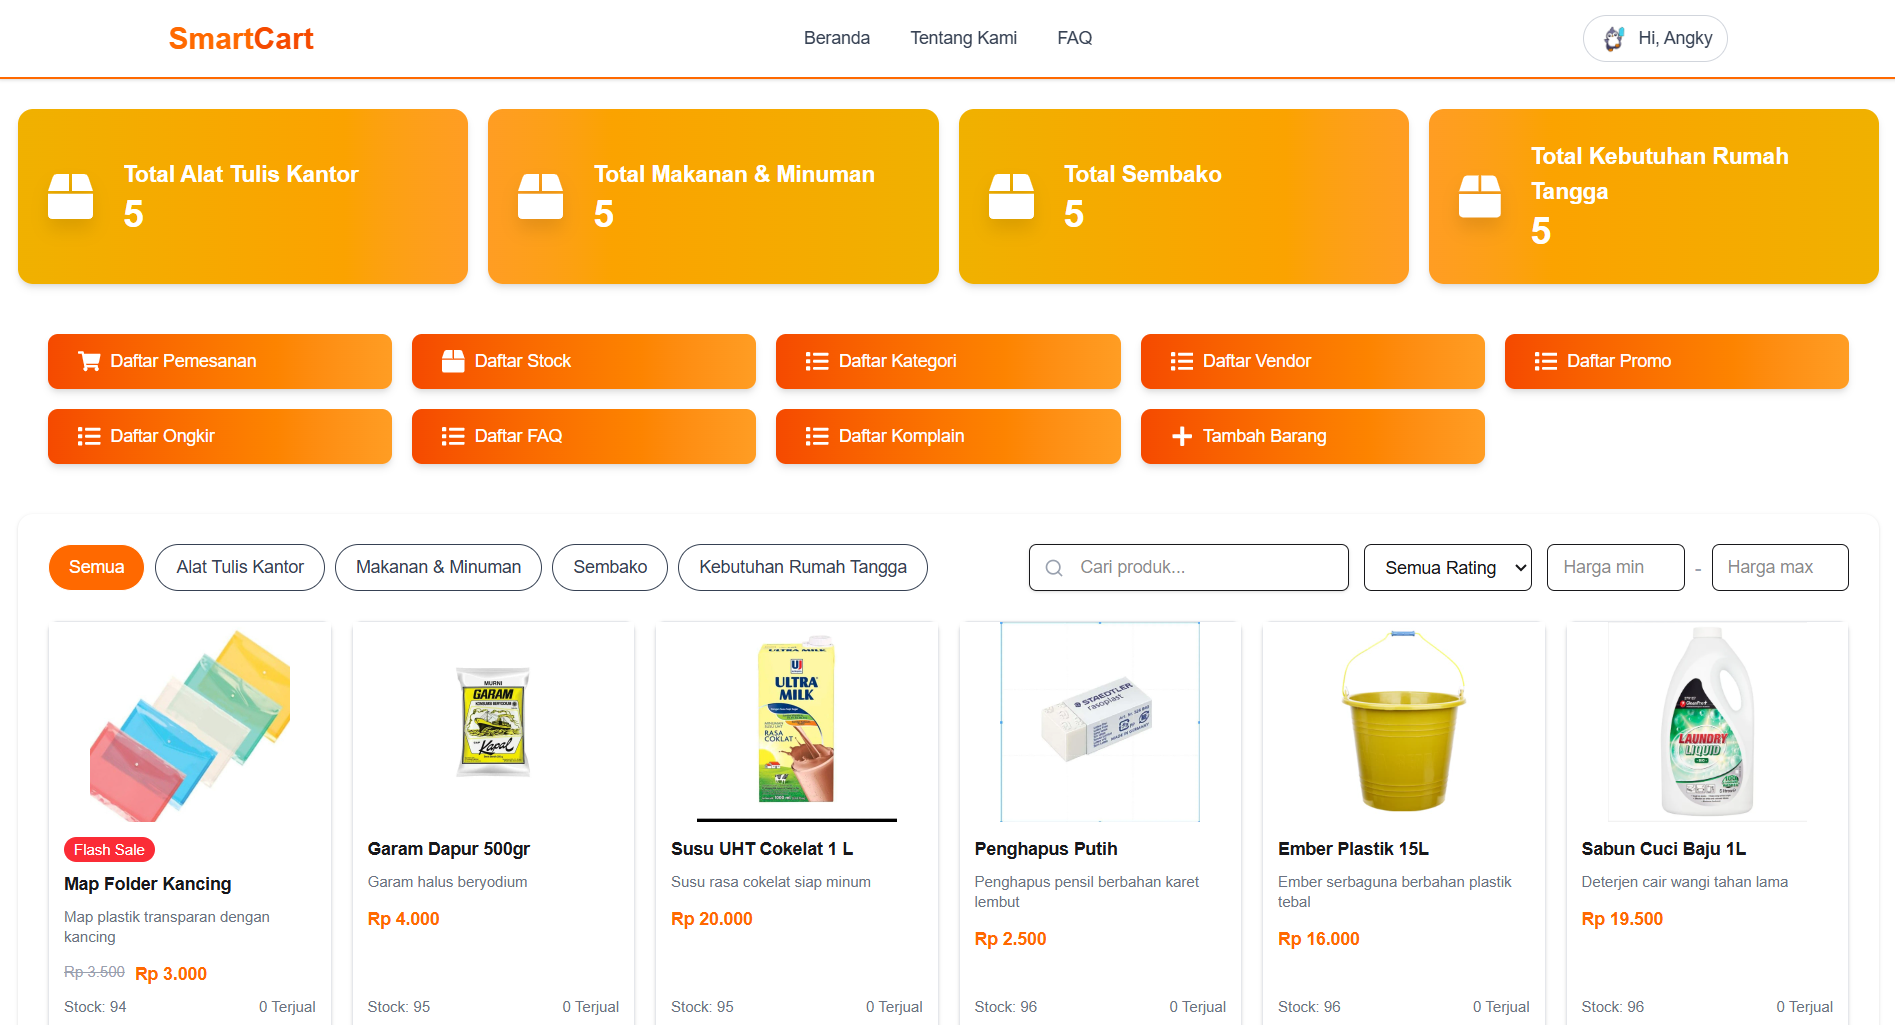 SmartCart
Beranda
Tentang Kami
FAQ
Hi, Angky
Total Alat Tulis Kantor
5
Total Makanan & Minuman
5
Total Sembako
5
Total Kebutuhan Rumah
Tangga
5
Daftar Pemesanan
Daftar Stock
Daftar Kategori
Daftar Vendor
Daftar Promo
Daftar Ongkir
Daftar FAQ
Daftar Komplain
Tambah Barang
Semua
Alat Tulis Kantor
Makanan & Minuman
Sembako
Kebutuhan Rumah Tangga
Cari produk...
Semua Rating
Harga min
-
Harga max
Flash Sale
Map Folder Kancing
Map plastik transparan dengan
kancing
Rp 3.500 Rp 3.000
Stock: 94 0 Terjual
MURNI
GARAM
Kapal
Garam Dapur 500gr
Garam halus beryodium
Rp 4.000
Stock: 95 0 Terjual
ULTRA MILK
UJ
ULTRA
MILK
RASA
COKLAT
Susu UHT Cokelat 1 L
Susu rasa cokelat siap minum
Rp 20.000
Stock: 95 0 Terjual
STAEDTLER
rasoplast
MADE IN GERMANY
Penghapus Putih
Penghapus pensil berbahan karet
lembut
Rp 2.500
Stock: 96 0 Terjual
Ember Plastik 15L
Ember serbaguna berbahan plastik
tebal
Rp 16.000
Stock: 96 0 Terjual
LAUNDRY
LIQUID
Sabun Cuci Baju 1L
Deterjen cair wangi tahan lama
Rp 19.500
Stock: 96 0 Terjual